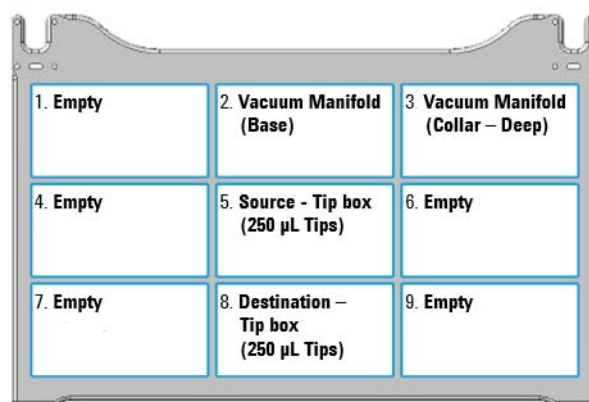 1. Empty
2. Vacuum Manifold
(Base)
3. Vacuum Manifold
(Collar – Deep)
4. Empty
5. Source - Tip box
(250 µL Tips)
6. Empty
7. Empty
8. Destination –
Tip box
(250 µL Tips)
9. Empty